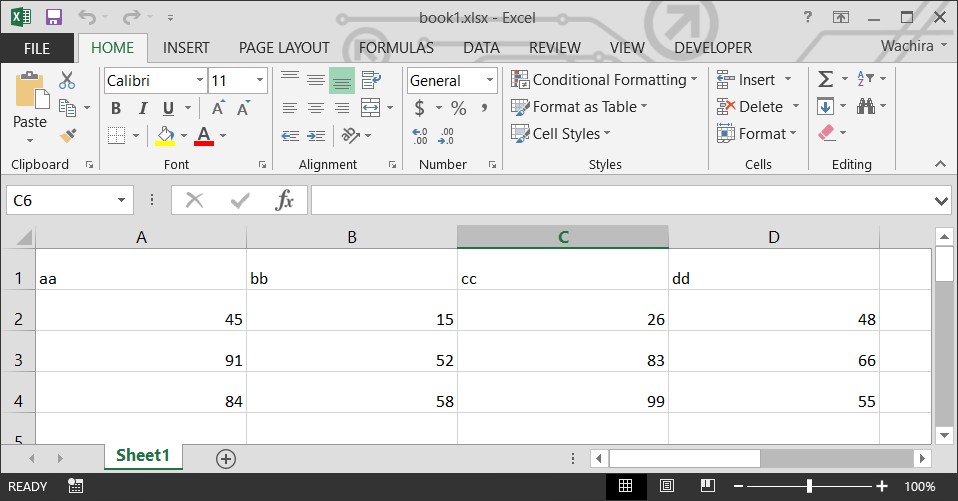 book1.xlsx - Excel
FILE HOME INSERT PAGE LAYOUT FORMULAS DATA REVIEW VIEW DEVELOPER Wachira
Calibri 11 General Conditional Formatting Insert
Paste B I U A A $ % , Format as Table Delete
A .0 .00 Cell Styles Format
Clipboard Font Alignment Number Styles Cells Editing
C6 fx
A B C D
1 aa bb cc dd
2 45 15 26 48
3 91 52 83 66
4 84 58 99 55
5
Sheet1
READY 100%